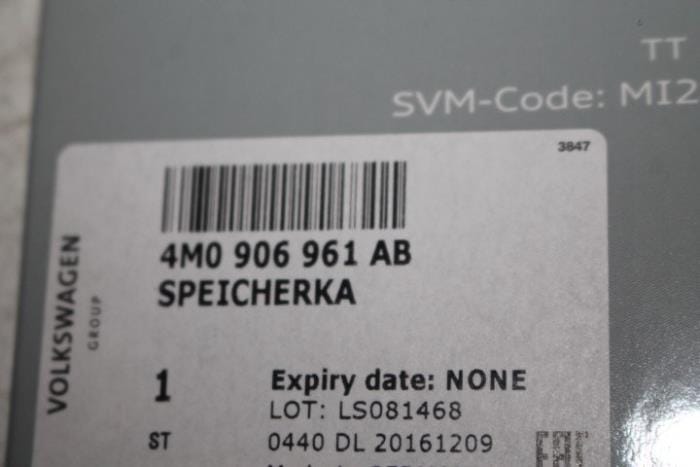 TT
SVM-Code: MI2
3847
4M0 906 961 AB
SPEICHERKA
VOLKSWAGEN
GROUP
1
Expiry date: NONE
LOT: LS081468
ST
0440 DL 20161209
EAC